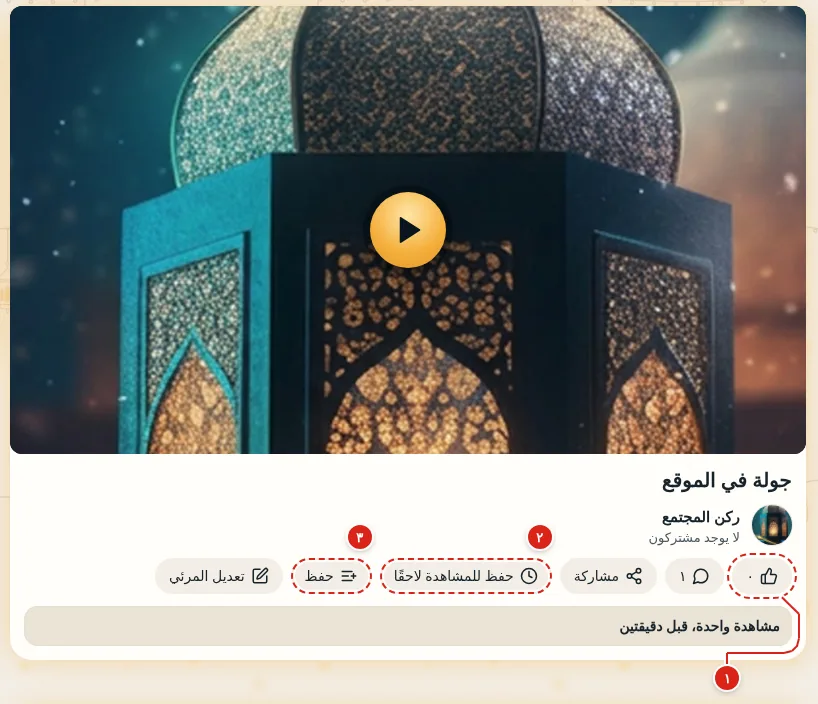 جولة في الموقع
ركن المجتمع
لا يوجد مشتركون
٣ ٢
٠ ١ مشاركة حفظ للمشاهدة لاحقًا حفظ تعديل المرئي
مشاهدة واحدة، قبل دقيقتين
١